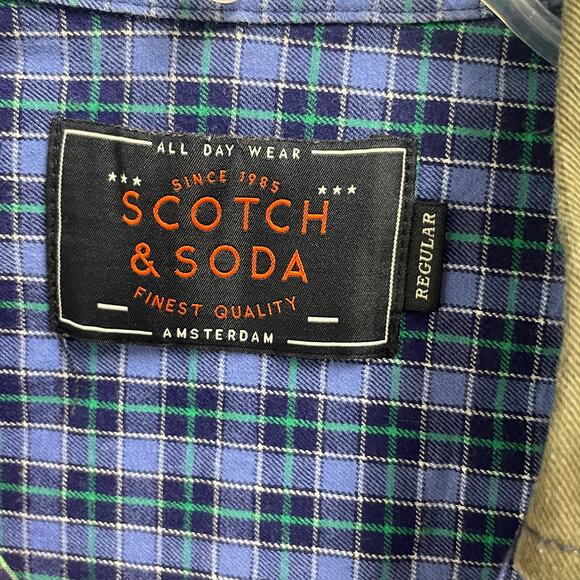 ALL DAY WEAR
SINCE 1985
SCOTCH
& SODA
FINEST QUALITY
AMSTERDAM
REGULAR